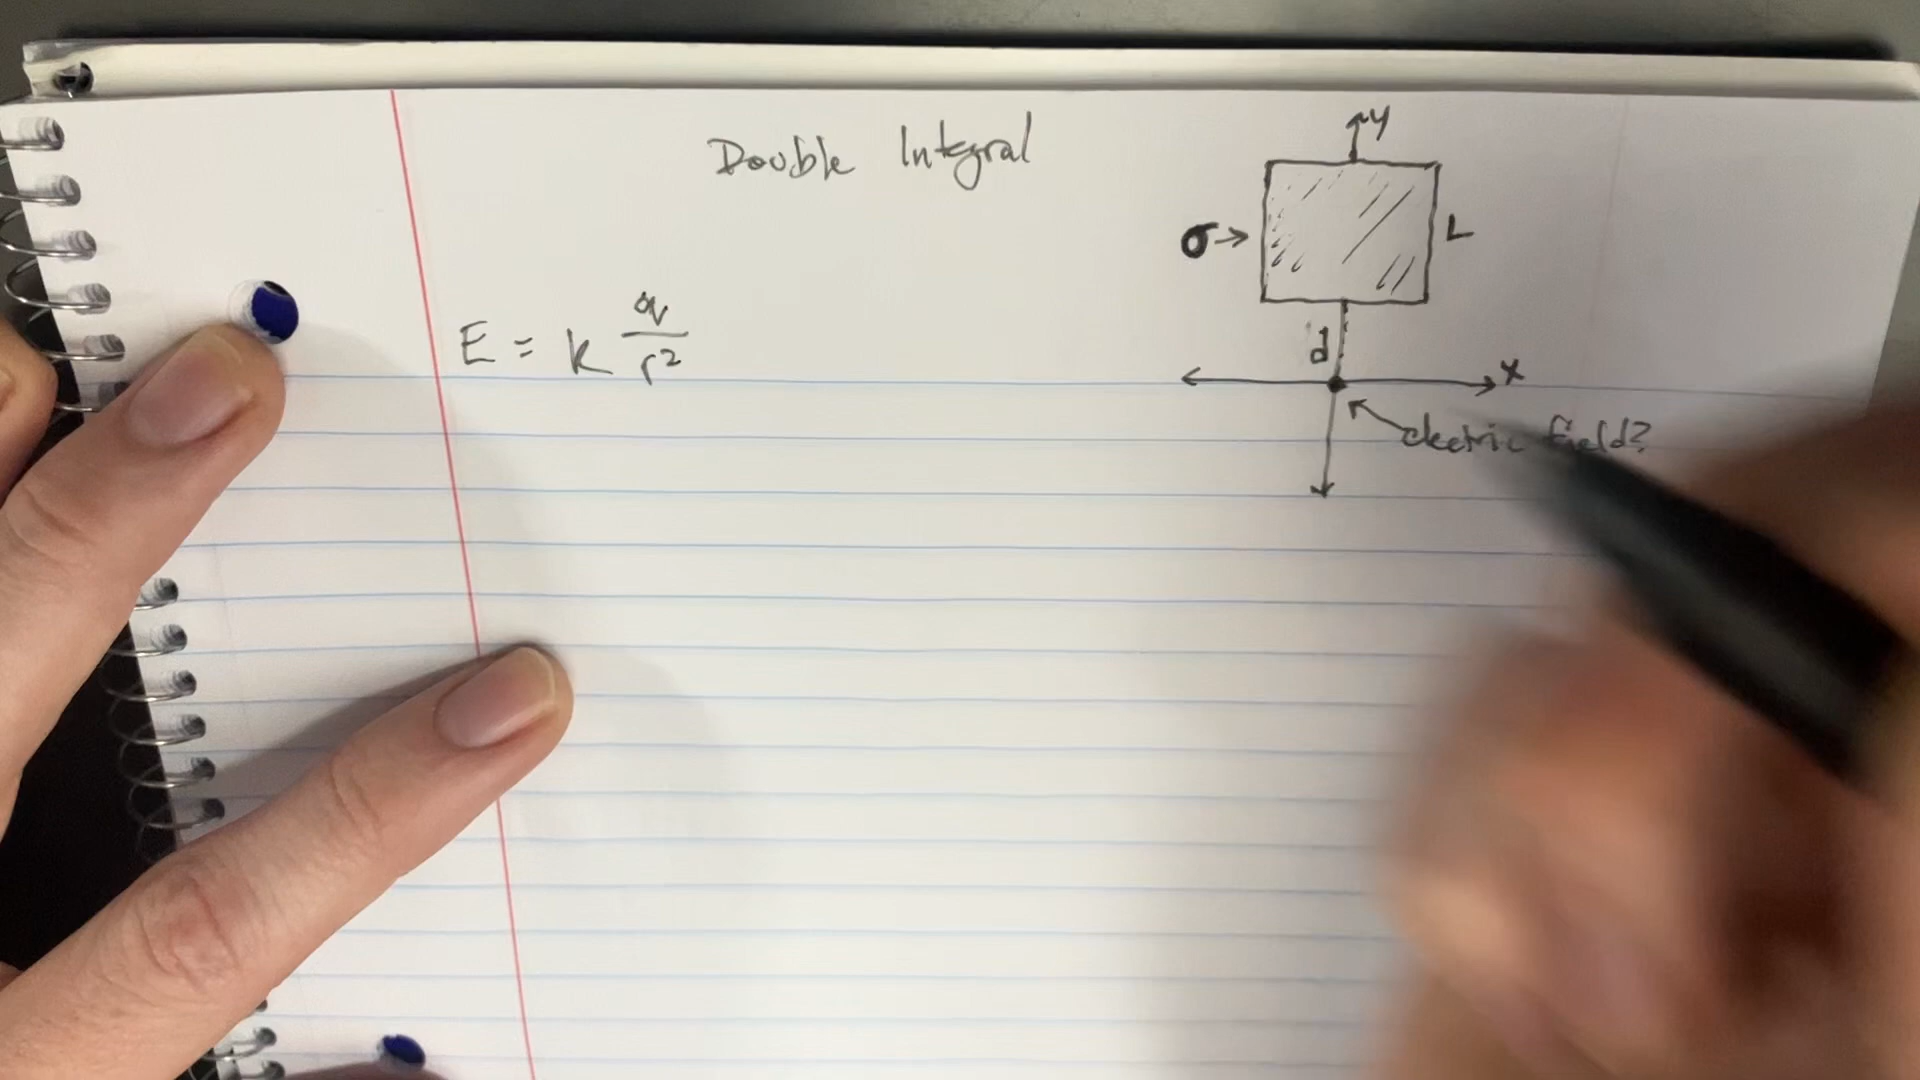 Double Integral
y
σ→
L
E = k q/r²
d
x
electric field?